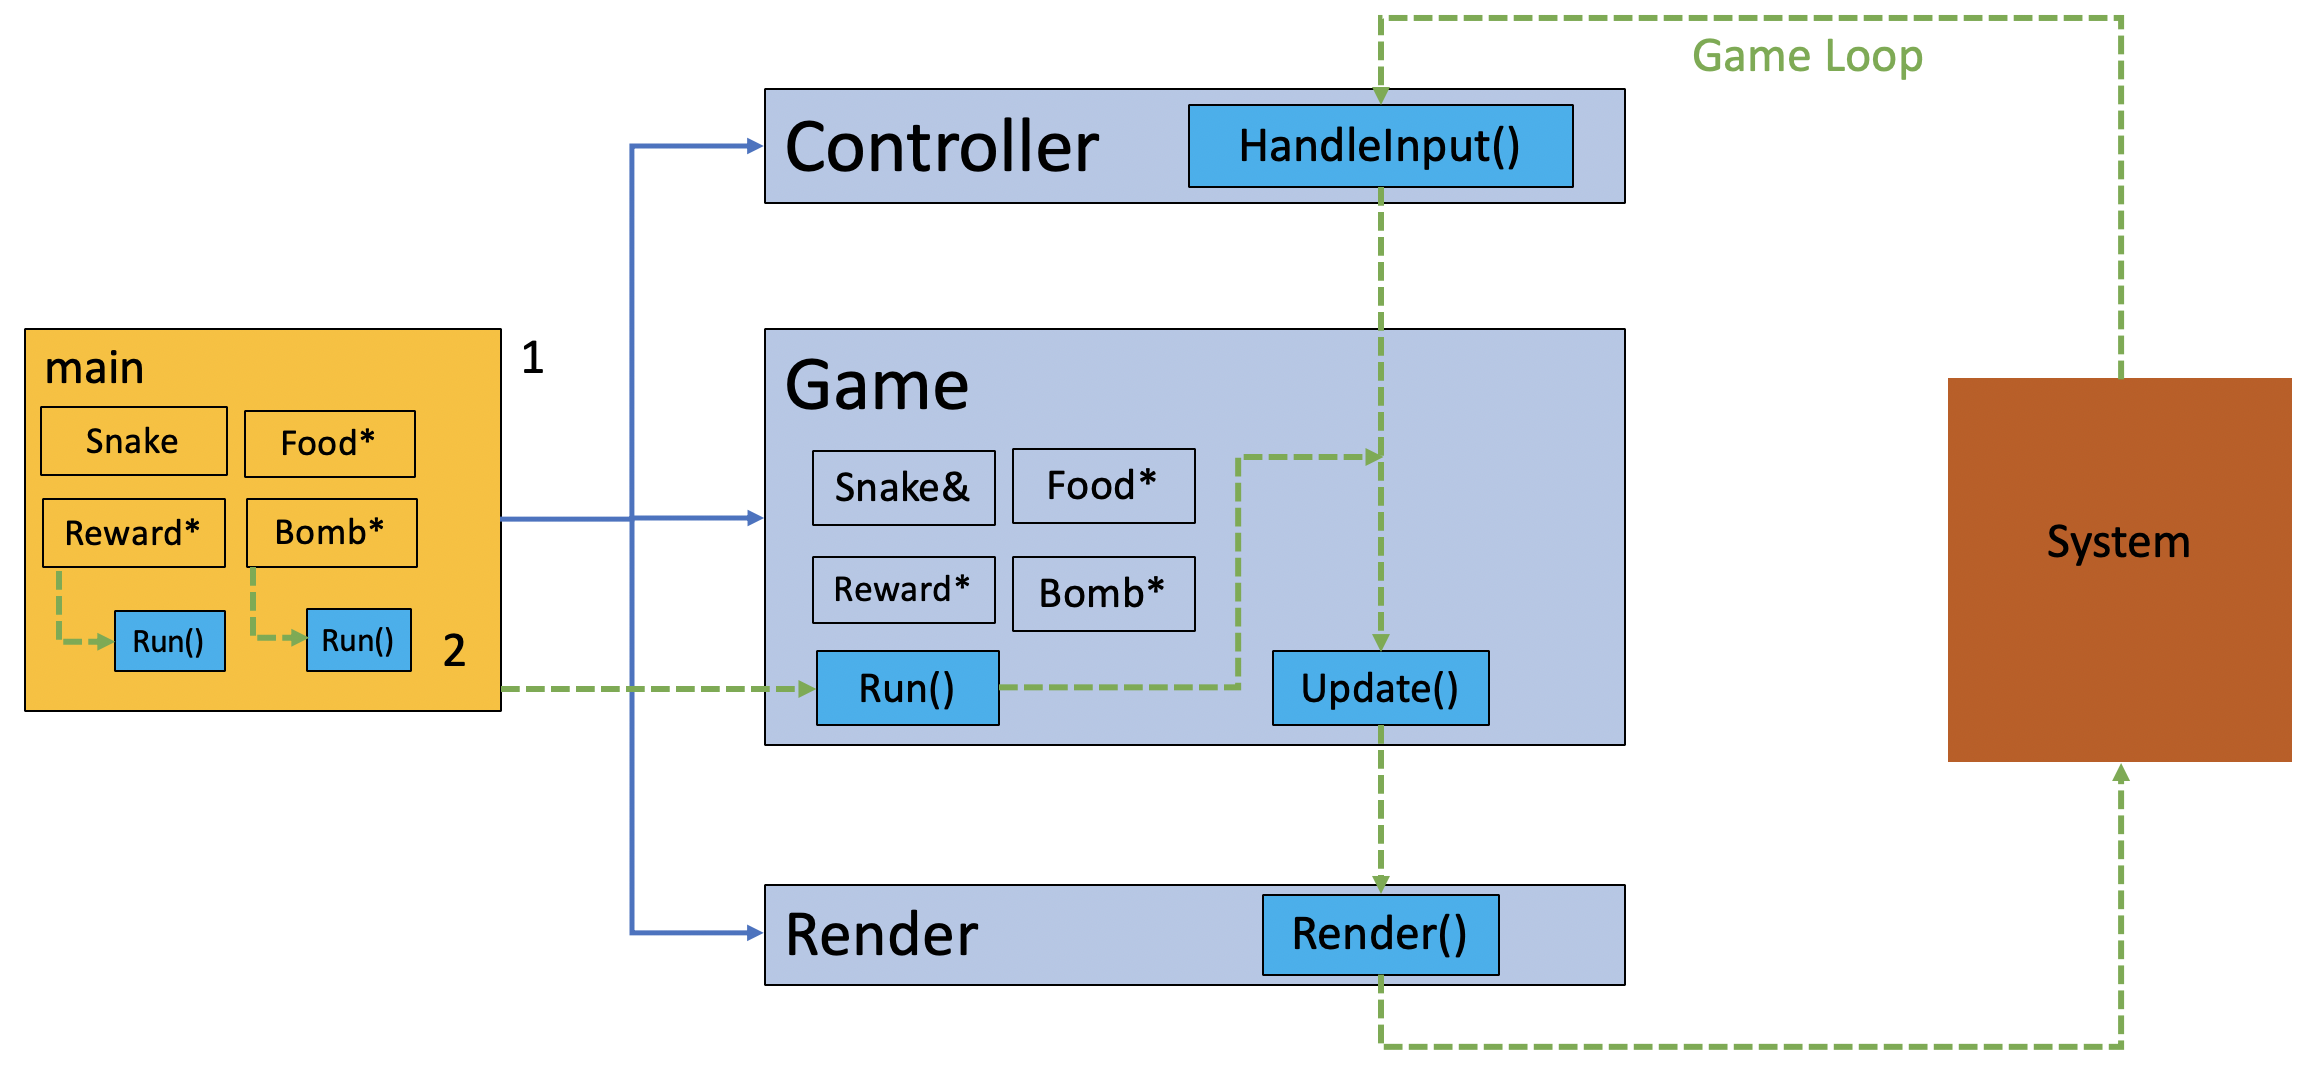 Game Loop
Controller
HandleInput()
main
1
Snake
Food*
Reward*
Bomb*
Run()
Run()
2
Game
Snake&
Food*
Reward*
Bomb*
Run()
Update()
System
Render
Render()